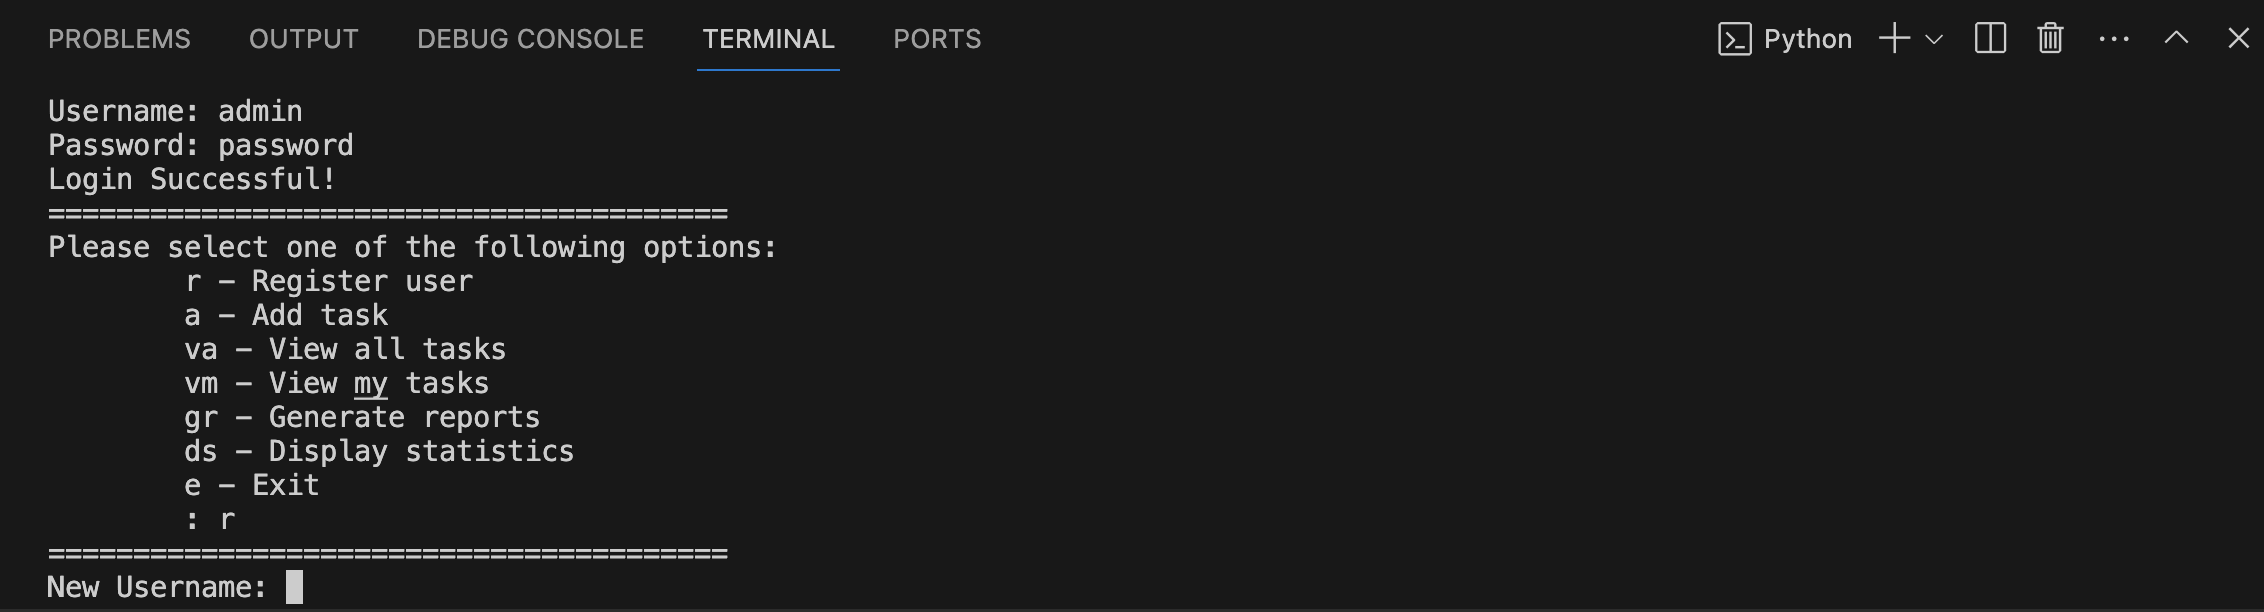 PROBLEMS OUTPUT DEBUG CONSOLE TERMINAL PORTS Python
Username: admin
Password: password
Login Successful!
========================================
Please select one of the following options:
r - Register user
a - Add task
va - View all tasks
vm - View my tasks
gr - Generate reports
ds - Display statistics
e - Exit
: r
========================================
New Username: